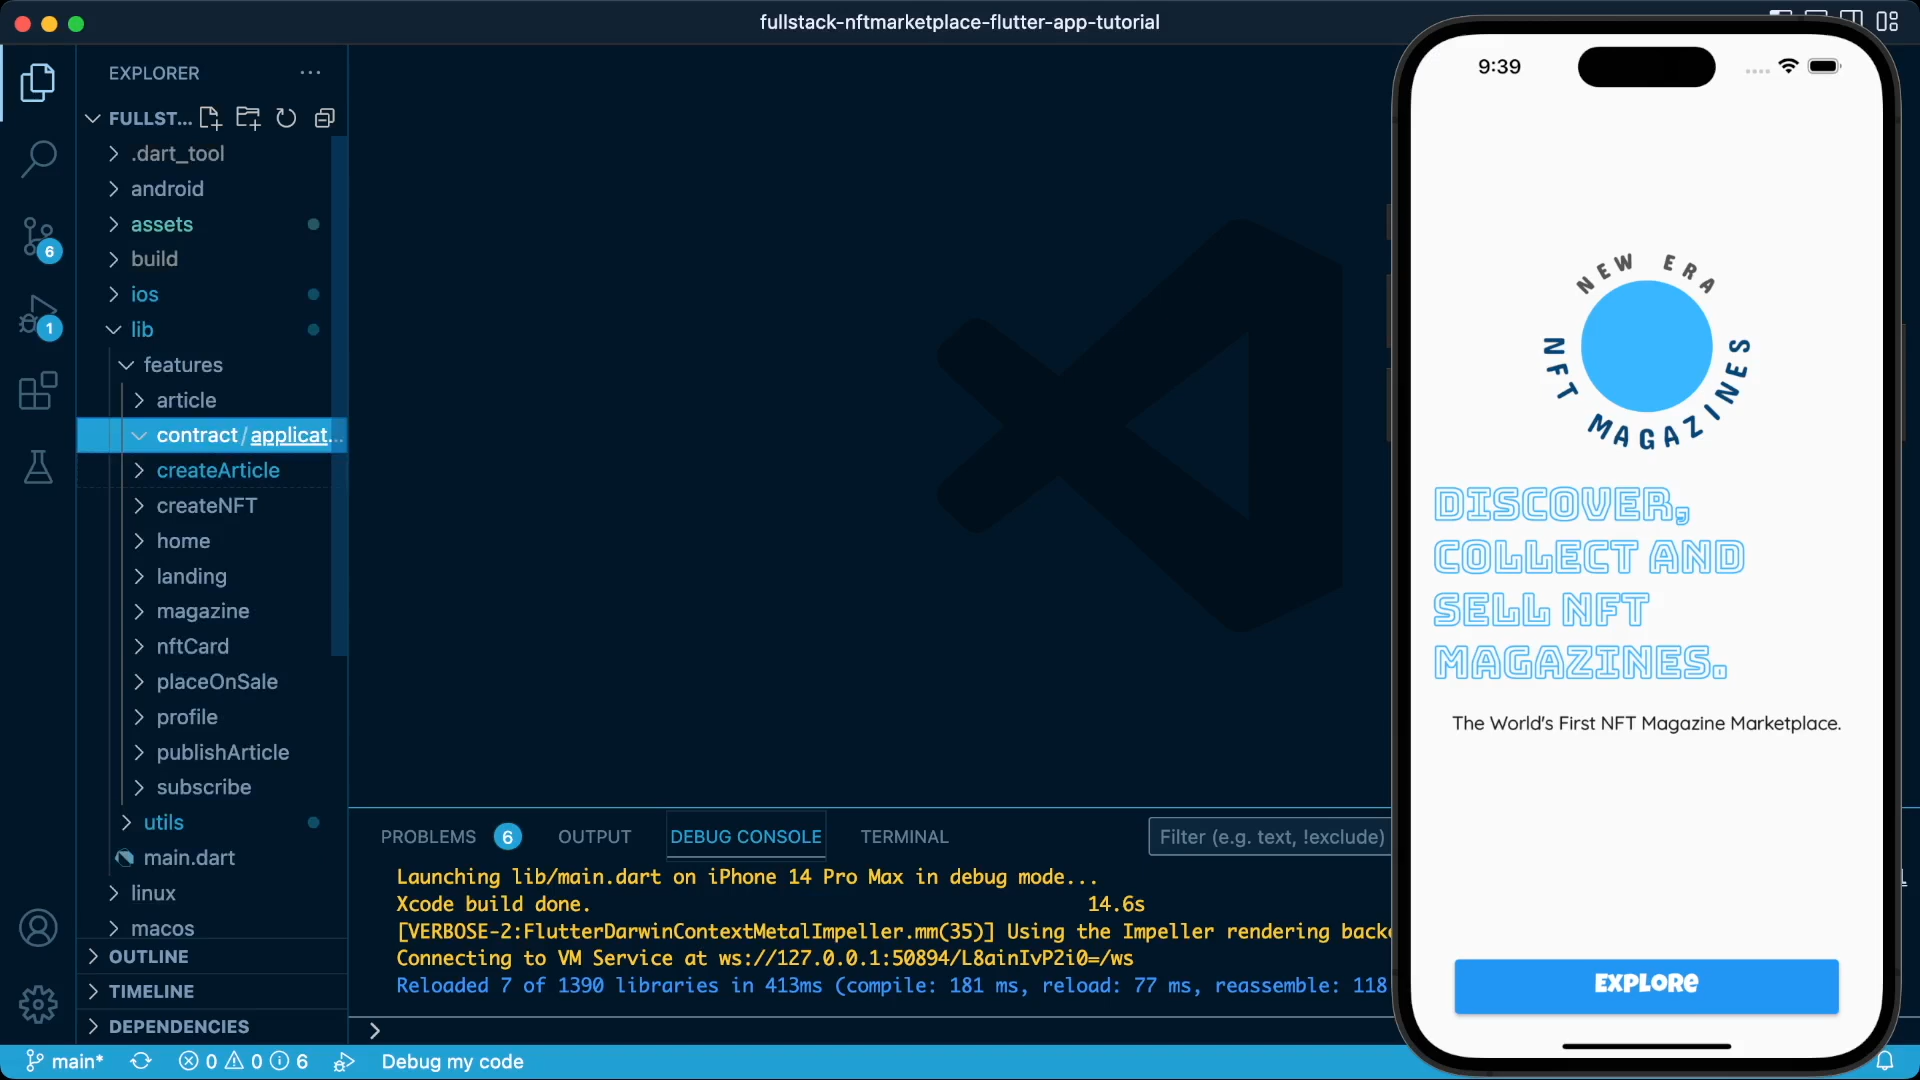 fullstack-nftmarketplace-flutter-app-tutorial
EXPLORER
FULLST...
.dart_tool
android
assets
build
ios
lib
features
article
contract/applicat...
createArticle
createNFT
home
landing
magazine
nftCard
placeOnSale
profile
publishArticle
subscribe
utils
main.dart
linux
macos
OUTLINE
TIMELINE
DEPENDENCIES
6
1
PROBLEMS 6 OUTPUT DEBUG CONSOLE TERMINAL Filter (e.g. text, !exclude)
Launching lib/main.dart on iPhone 14 Pro Max in debug mode...
Xcode build done. 14.6s
[VERBOSE-2:FlutterDarwinContextMetalImpeller.mm(35)] Using the Impeller rendering backe
Connecting to VM Service at ws://127.0.0.1:50894/L8ainIvP2i0=/ws
Reloaded 7 of 1390 libraries in 413ms (compile: 181 ms, reload: 77 ms, reassemble: 118
main* 0 0 6 Debug my code
9:39
NEW ERA
NFT MAGAZINES
DISCOVER,
COLLECT AND
SELL NFT
MAGAZINES.
The World's First NFT Magazine Marketplace.
EXPLORE